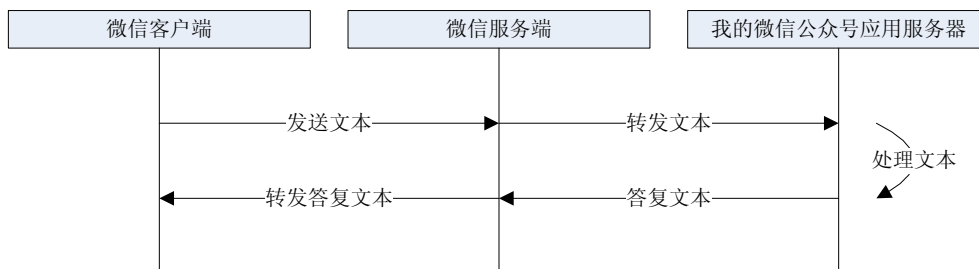 微信客户端
微信服务端
我的微信公众号应用服务器
发送文本
转发文本
处理文本
转发答复文本
答复文本